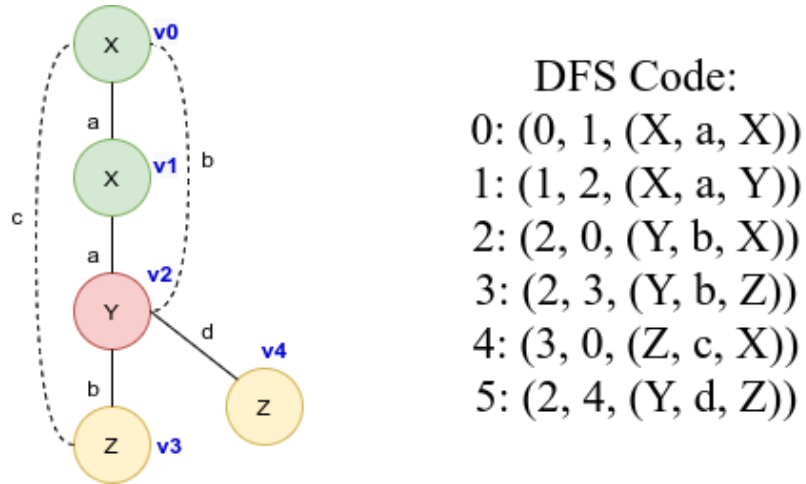 X
v0
a
b
X
v1
c
a
v2
Y
d
v4
b
Z
Z
v3
DFS Code:
0: (0, 1, (X, a, X))
1: (1, 2, (X, a, Y))
2: (2, 0, (Y, b, X))
3: (2, 3, (Y, b, Z))
4: (3, 0, (Z, c, X))
5: (2, 4, (Y, d, Z))